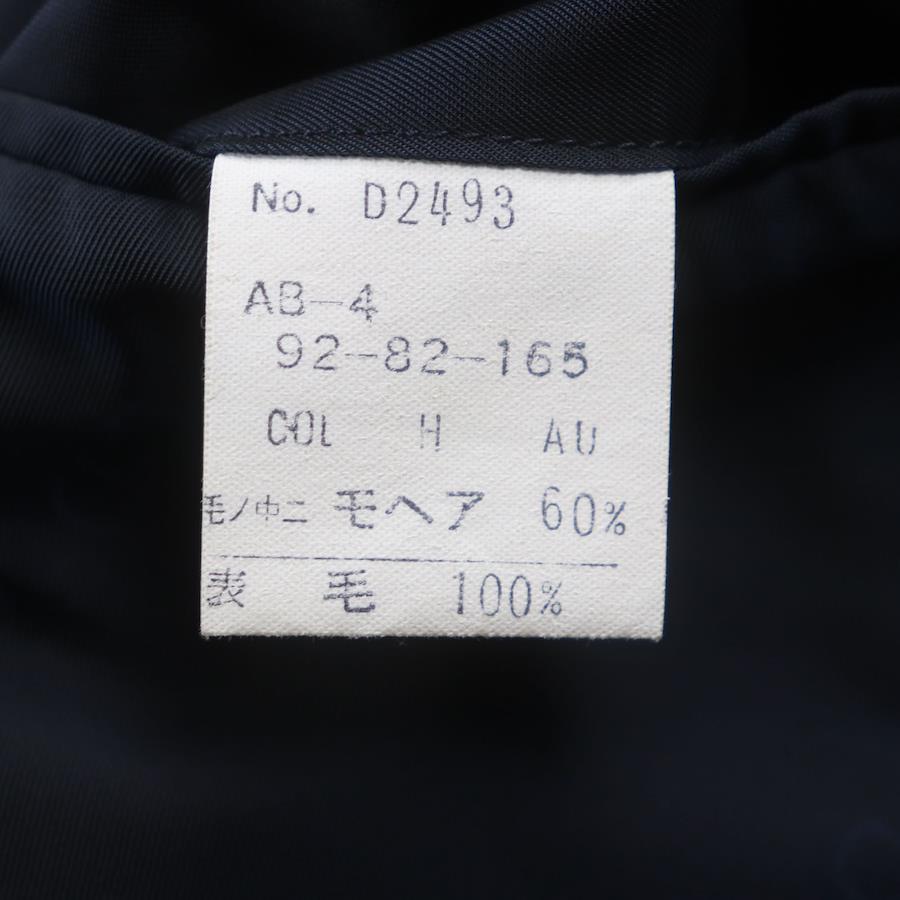 No. D2493
AB-4
92-82-165
COL H AU
毛ノ中ニ モヘア 60%
表 毛 100%